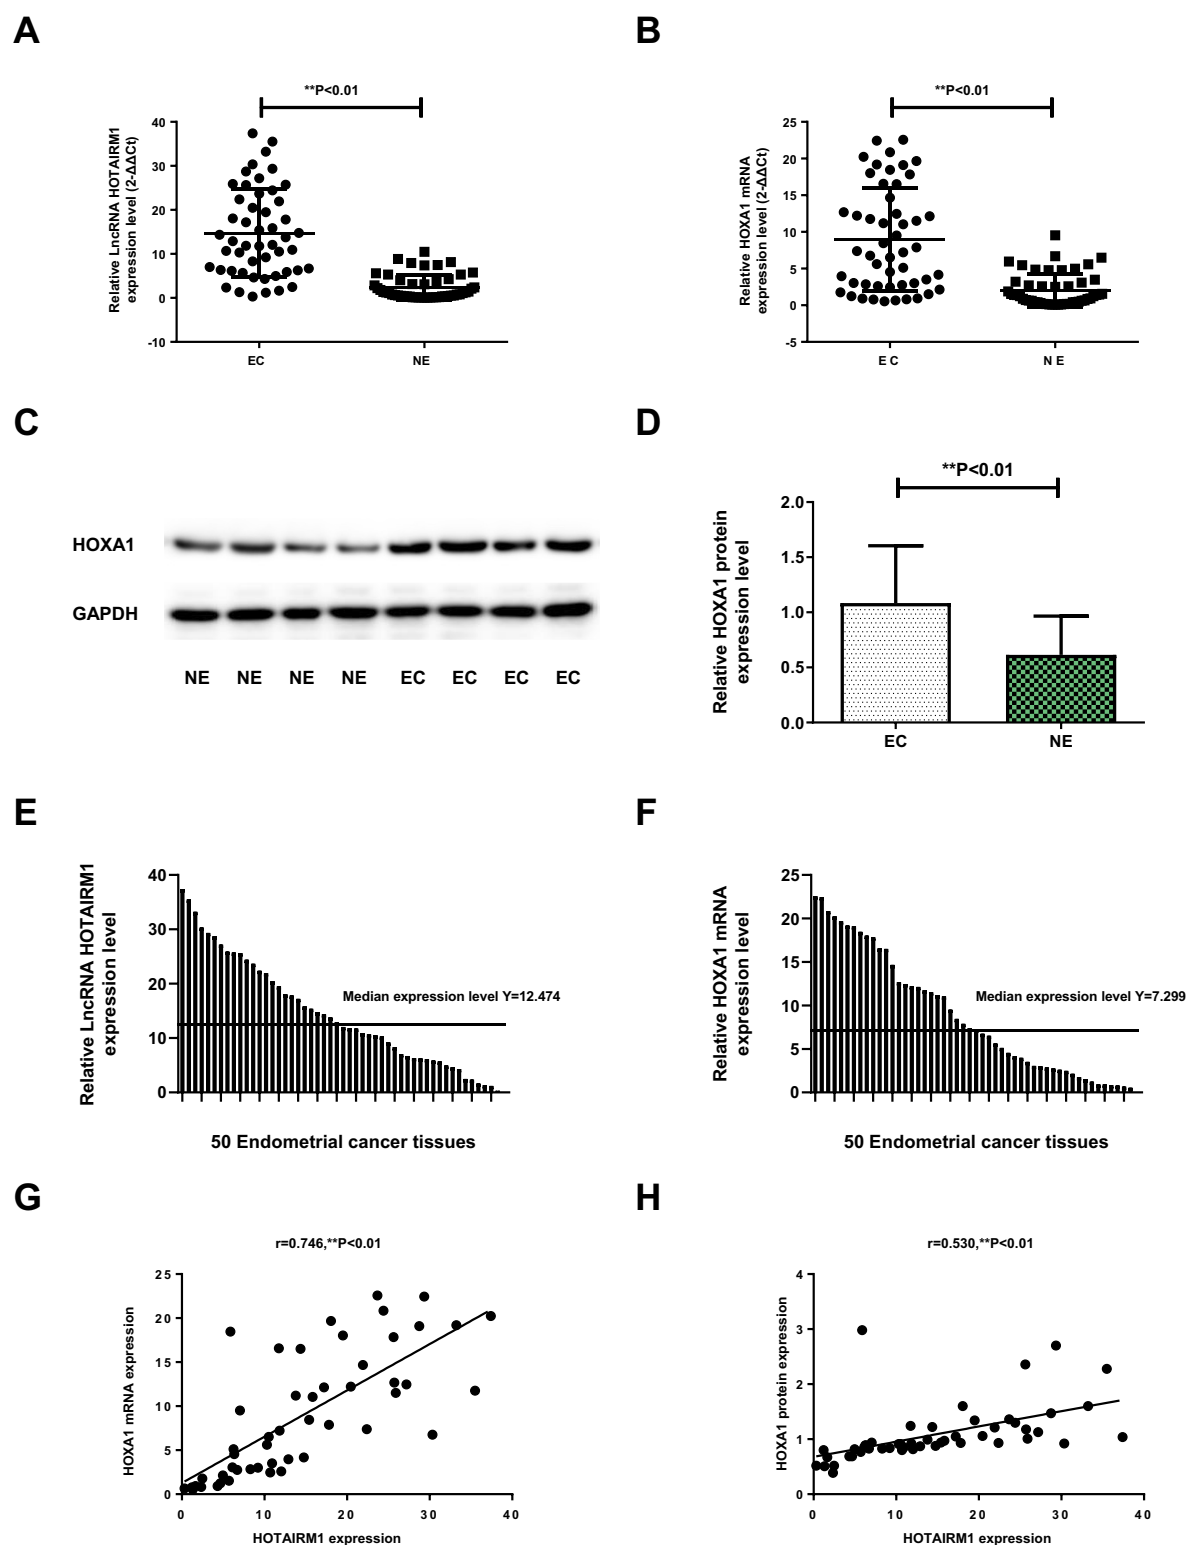 A
**P<0.01
Relative LncRNA HOTAIRM1
expression level (2-ΔΔCt)
40
30
20
10
0
-10
EC
NE
B
**P<0.01
Relative HOXA1 mRNA
expression level (2-ΔΔCt)
25
20
15
10
5
0
-5
E C
N E
C
HOXA1
GAPDH
NE NE NE NE EC EC EC EC
D
**P<0.01
Relative HOXA1 protein
expression level
2.0
1.5
1.0
0.5
0.0
EC
NE
E
Relative LncRNA HOTAIRM1
expression level
40
30
20
10
0
Median expression level Y=12.474
50 Endometrial cancer tissues
F
Relative HOXA1 mRNA
expression level
25
20
15
10
5
0
Median expression level Y=7.299
50 Endometrial cancer tissues
G
r=0.746,**P<0.01
HOXA1 mRNA expression
25
20
15
10
5
0
0 10 20 30 40
HOTAIRM1 expression
H
r=0.530,**P<0.01
HOXA1 protein expression
4
3
2
1
0
0 10 20 30 40
HOTAIRM1 expression